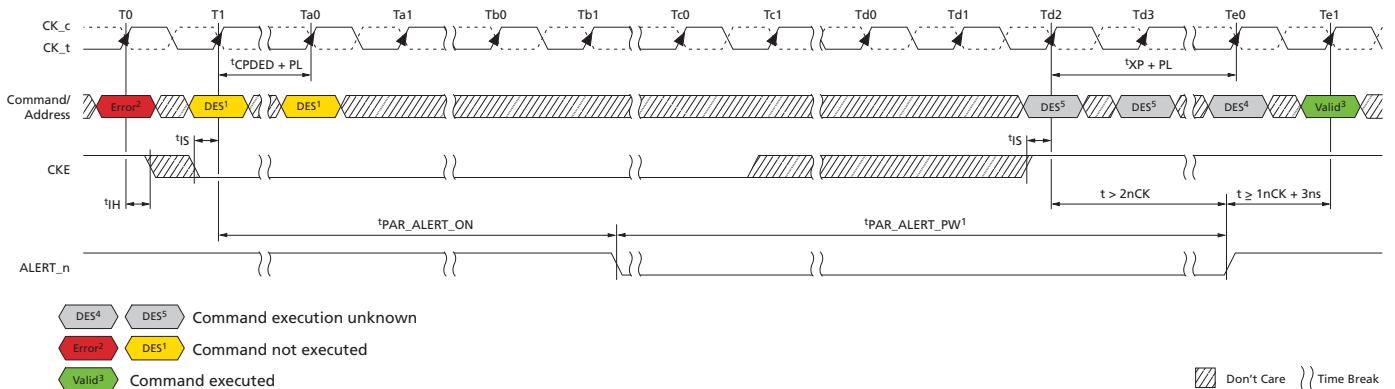 T0 T1 Ta0 Ta1 Tb0 Tb1 Tc0 Tc1 Td0 Td1 Td2 Td3 Te0 Te1
CK_c
CK_t
tCPDED + PL tXP + PL
Command/
Address
Error² DES¹ DES¹ DES⁵ DES⁵ DES⁴ Valid³
tIS tIS
CKE
tIH t > 2nCK t ≥ 1nCK + 3ns
tPAR_ALERT_ON tPAR_ALERT_PW¹
ALERT_n
DES⁴ DES⁵ Command execution unknown
Error² DES¹ Command not executed
Valid³ Command executed
Don't Care Time Break